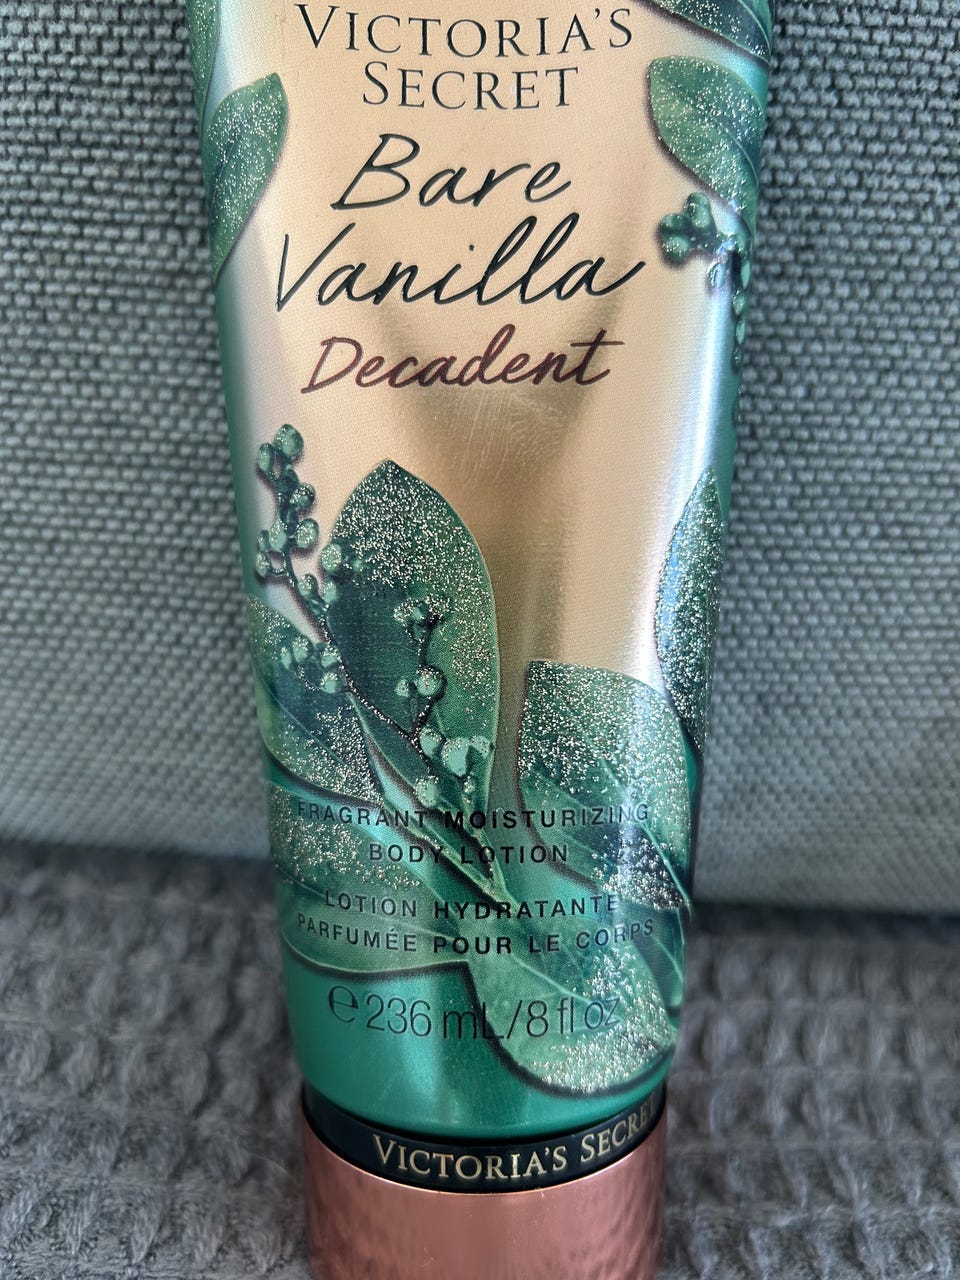 VICTORIA'S
SECRET
Bare
Vanilla
Decadent
FRAGRANT MOISTURIZING
BODY LOTION
LOTION HYDRATANTE
PARFUMÉE POUR LE CORPS
℮ 236 mL/8 fl oz
VICTORIA'S SECRET